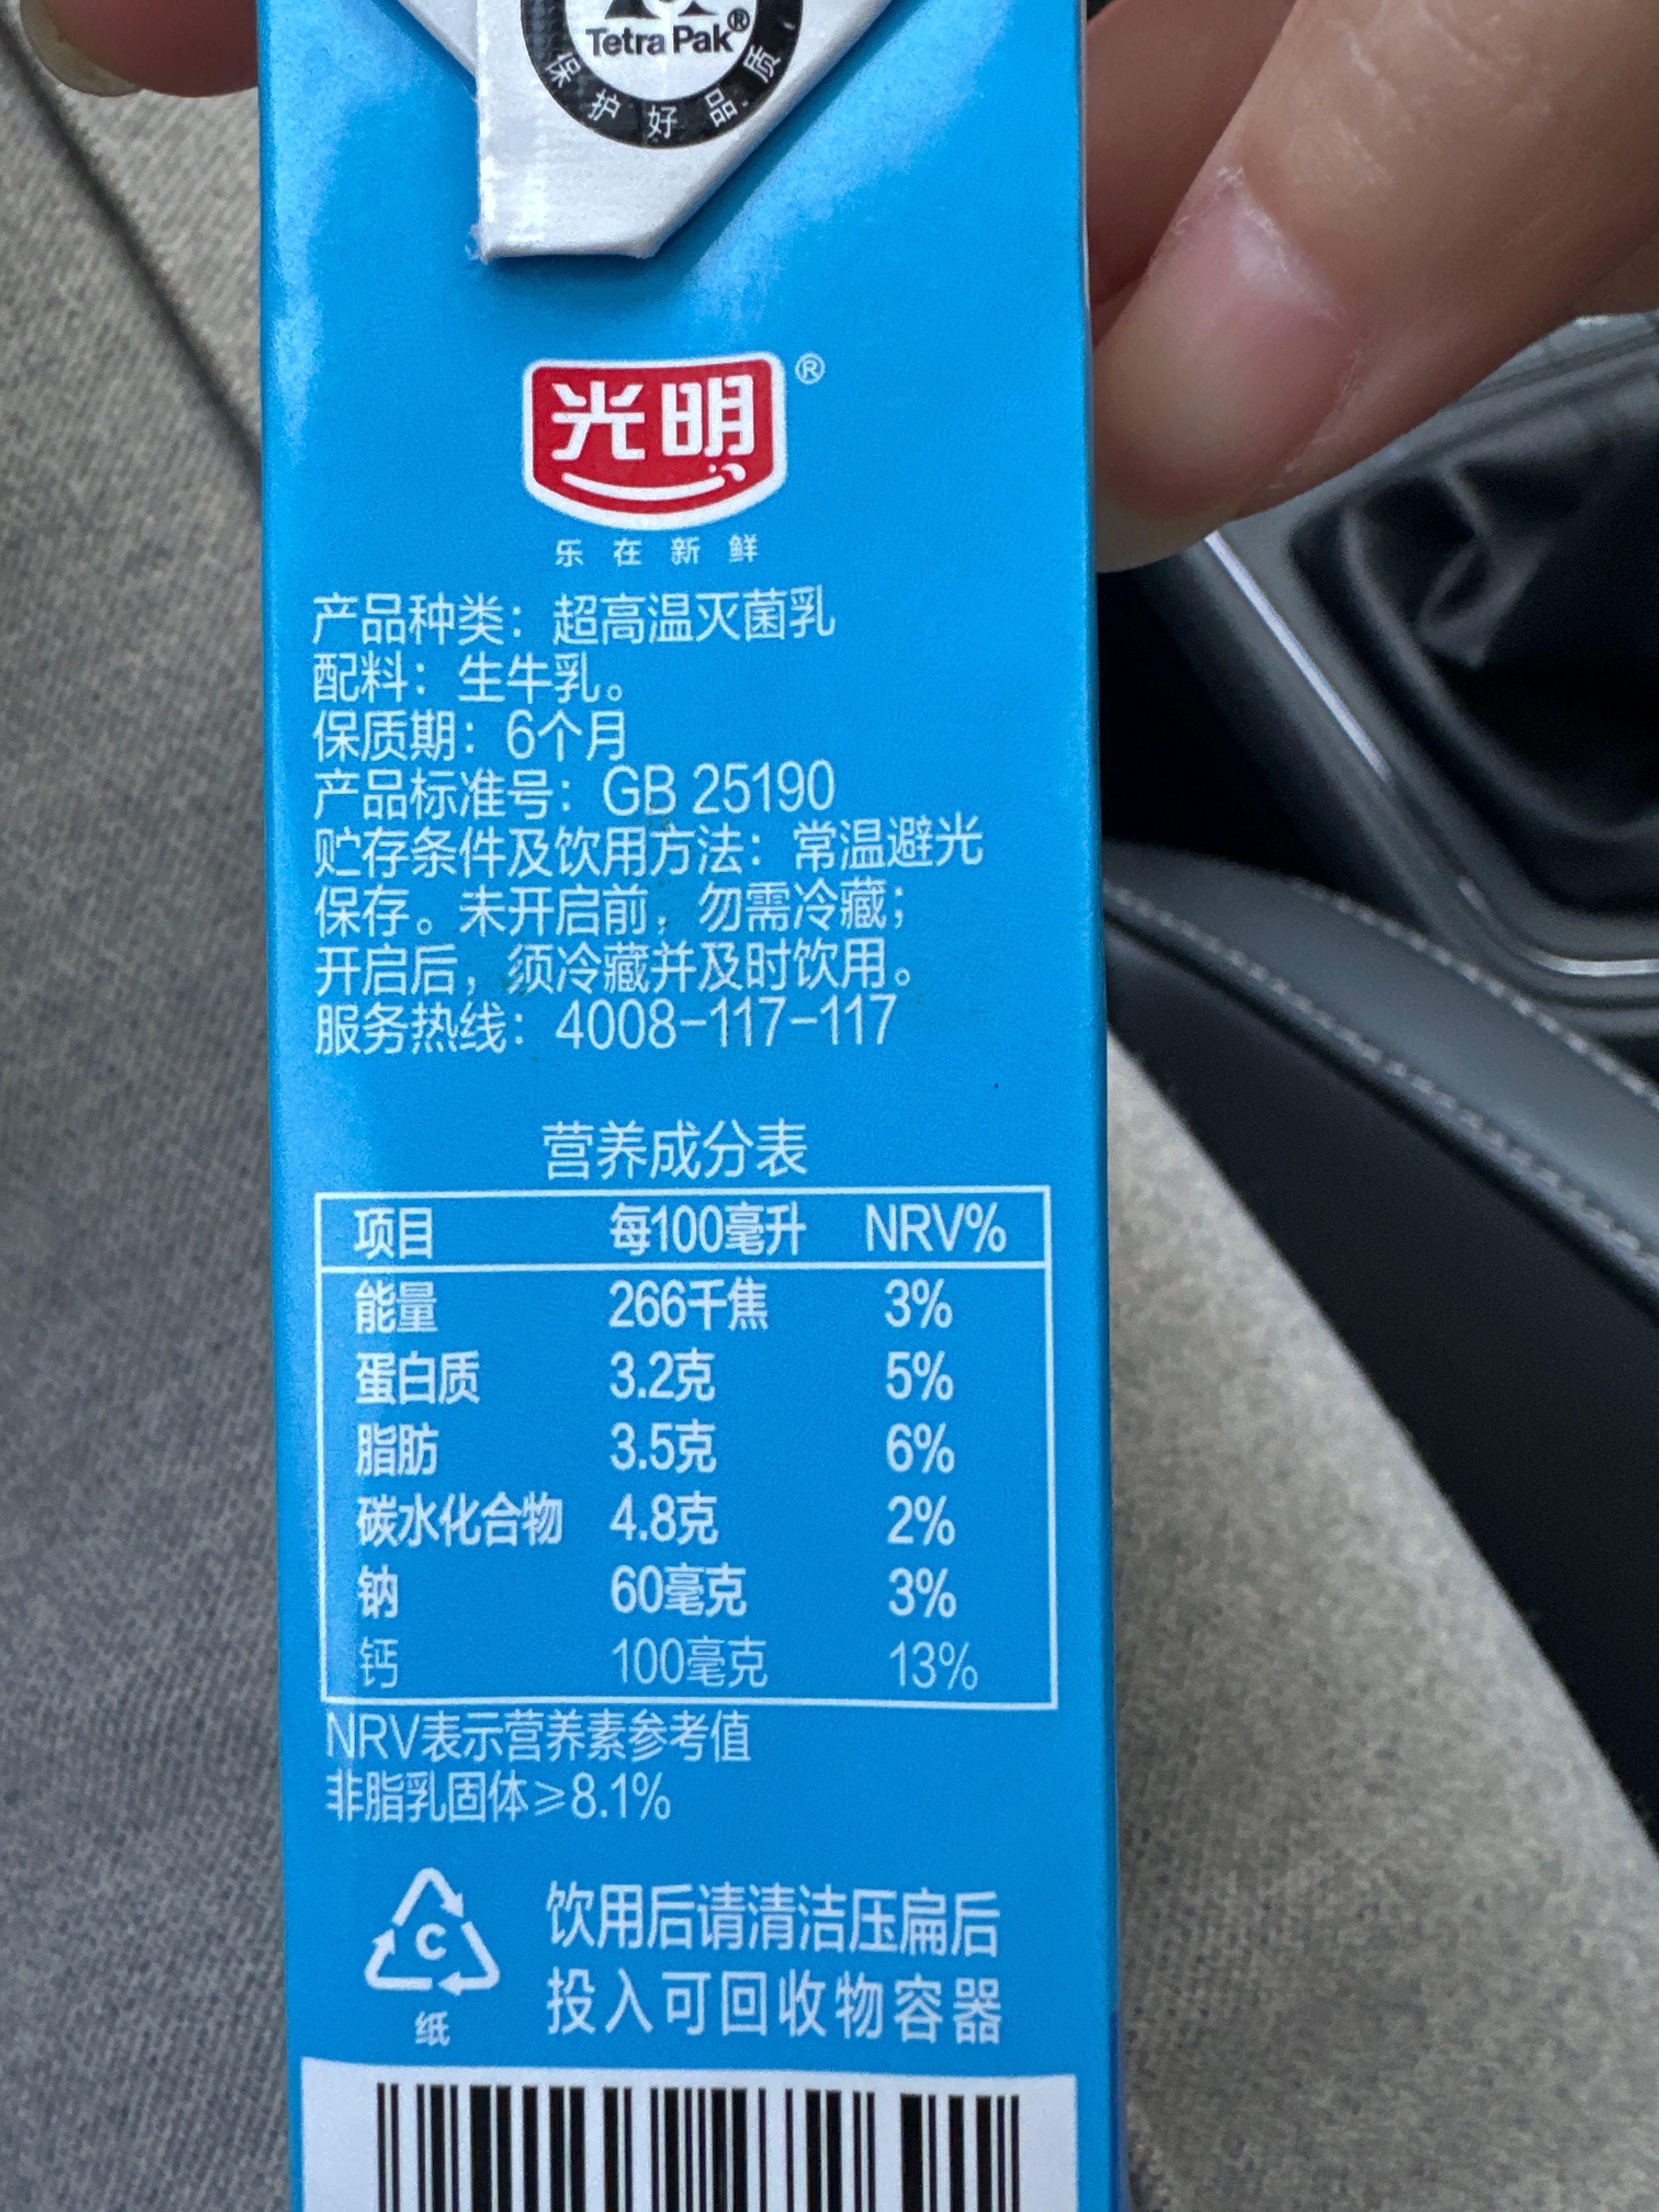 Tetra Pak®
保护好品质
光明®
乐在新鲜
产品种类：超高温灭菌乳
配料：生牛乳。
保质期：6个月
产品标准号：GB 25190
贮存条件及饮用方法：常温避光
保存。未开启前，勿需冷藏；
开启后，须冷藏并及时饮用。
服务热线：4008-117-117
营养成分表
项目 每100毫升 NRV%
能量 266千焦 3%
蛋白质 3.2克 5%
脂肪 3.5克 6%
碳水化合物 4.8克 2%
钠 60毫克 3%
钙 100毫克 13%
NRV表示营养素参考值
非脂乳固体≥8.1%
C
饮用后请清洁压扁后
投入可回收物容器
纸